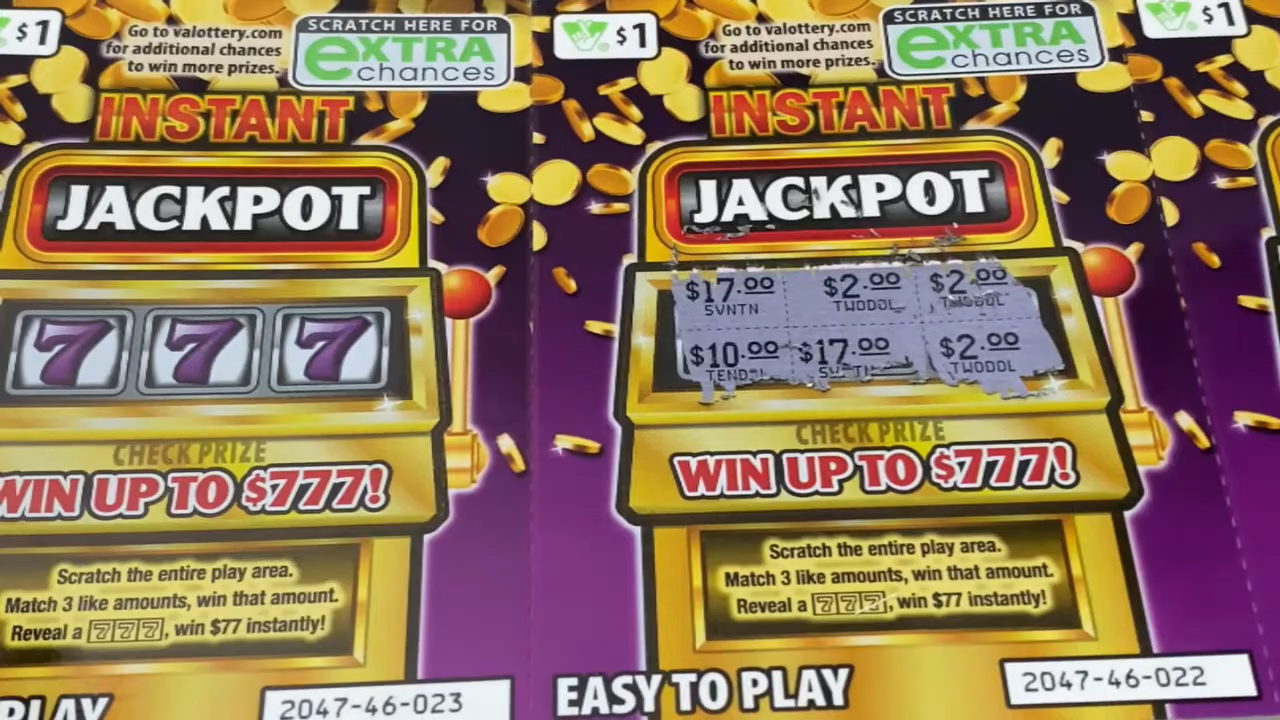 $1
Go to valottery.com
for additional chances
to win more prizes.
SCRATCH HERE FOR
eXTRA
chances
INSTANT
JACKPOT
7 7 7
CHECK PRIZE
WIN UP TO $777!
Scratch the entire play area.
Match 3 like amounts, win that amount.
Reveal a 777, win $77 instantly!
PLAY
2047-46-023
$1
Go to valottery.com
for additional chances
to win more prizes.
SCRATCH HERE FOR
eXTRA
chances
INSTANT
JACKPOT
$17.00 $2.00 $2.00
SVNTN TWODOL TWODOL
$10.00 $17.00 $2.00
TWODOL
CHECK PRIZE
WIN UP TO $777!
Scratch the entire play area.
Match 3 like amounts, win that amount.
Reveal a 777, win $77 instantly!
EASY TO PLAY
2047-46-022
$1